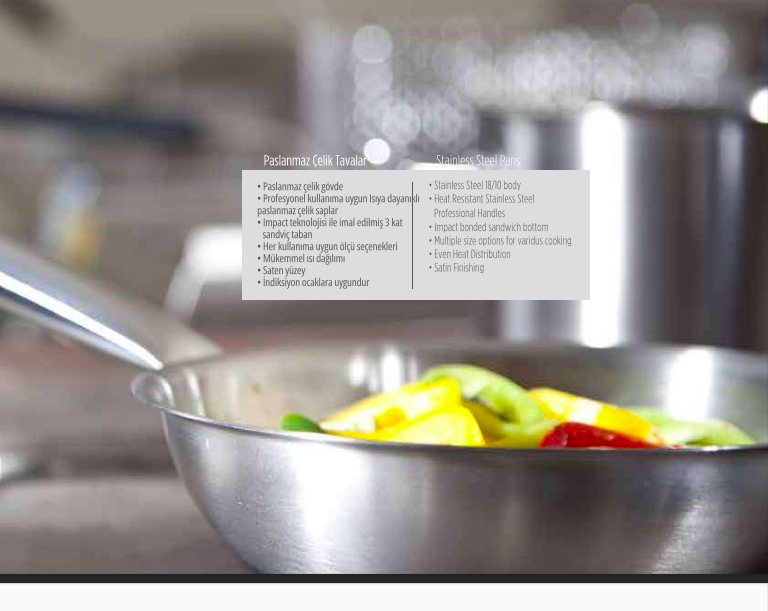 Paslanmaz Çelik Tavalar
• Paslanmaz çelik gövde
• Profesyonel kullanıma uygun Isıya dayanıklı
paslanmaz çelik saplar
• Impact teknolojisi ile imal edilmiş 3 kat
sandviç taban
• Her kullanıma uygun ölçü seçenekleri
• Mükemmel ısı dağılımı
• Saten yüzey
• İndiksiyon ocaklara uygundur
Stainless Steel Pans
• Stainless Steel 18/10 body
• Heat Resistant Stainless Steel
Professional Handles
• Impact bonded sandwich bottom
• Multiple size options for varidus cooking
• Even Heat Distribution
• Satin Finishing